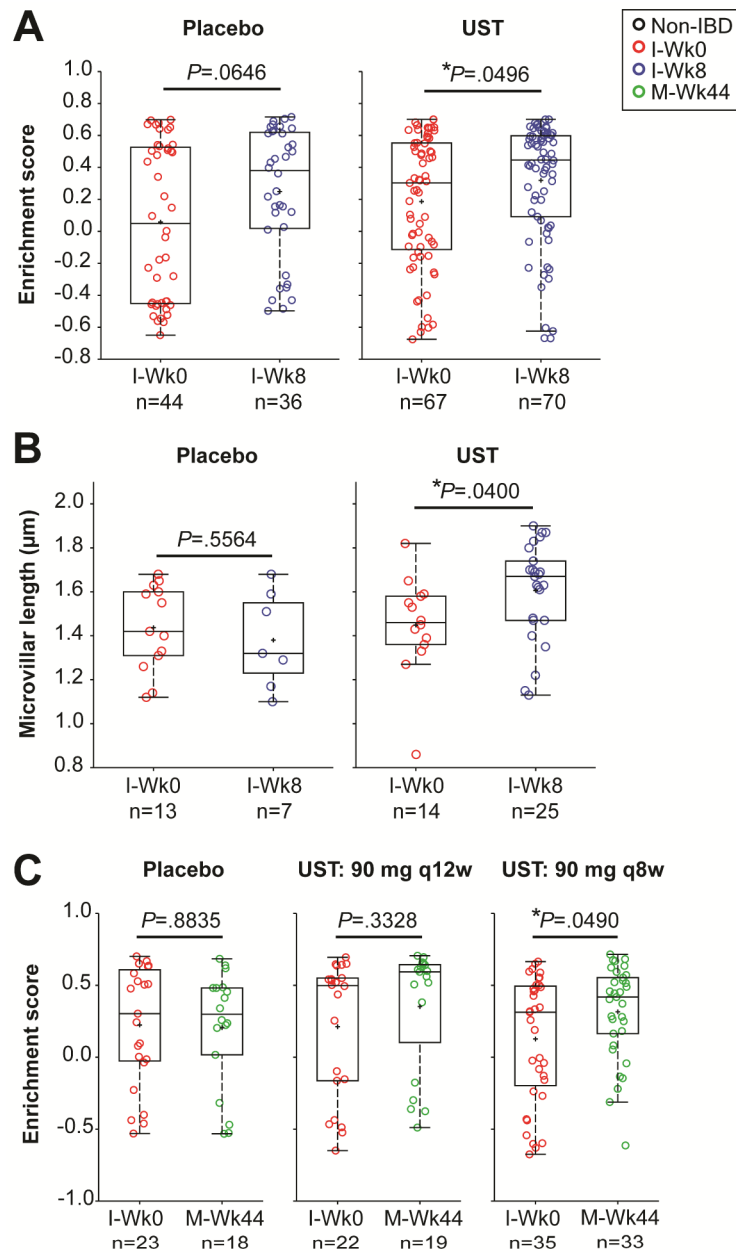 A
Placebo
UST
Non-IBD
I-Wk0
I-Wk8
M-Wk44
P=.0646
*P=.0496
Enrichment score
1.0
0.8
0.6
0.4
0.2
0.0
-0.2
-0.4
-0.6
-0.8
I-Wk0
I-Wk8
I-Wk0
I-Wk8
n=44
n=36
n=67
n=70
B
Placebo
UST
P=.5564
*P=.0400
Microvillar length (µm)
2.0
1.8
1.6
1.4
1.2
1.0
0.8
I-Wk0
I-Wk8
I-Wk0
I-Wk8
n=13
n=7
n=14
n=25
C
Placebo
UST: 90 mg q12w
UST: 90 mg q8w
P=.8835
P=.3328
*P=.0490
Enrichment score
1.0
0.5
0.0
-0.5
-1.0
I-Wk0
M-Wk44
I-Wk0
M-Wk44
I-Wk0
M-Wk44
n=23
n=18
n=22
n=19
n=35
n=33